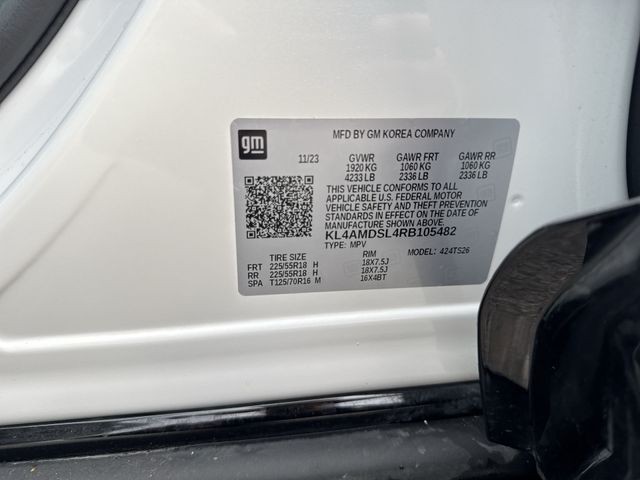 gm
MFD BY GM KOREA COMPANY
11/23 GVWR GAWR FRT GAWR RR
1920 KG 1060 KG 1060 KG
4233 LB 2336 LB 2336 LB
THIS VEHICLE CONFORMS TO ALL
APPLICABLE U.S. FEDERAL MOTOR
VEHICLE SAFETY AND THEFT PREVENTION
STANDARDS IN EFFECT ON THE DATE OF
MANUFACTURE SHOWN ABOVE.
KL4AMDSL4RB105482
TYPE: MPV MODEL: 424TS26
TIRE SIZE RIM
FRT 225/55R18 H 18X7.5J
RR 225/55R18 H 18X7.5J
SPA T125/70R16 M 16X4BT